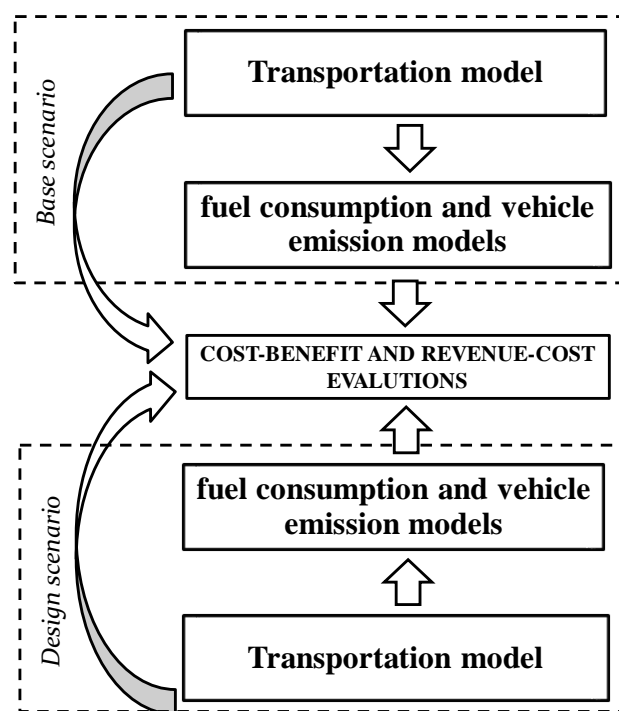 Transportation model
Base scenario
fuel consumption and vehicle
emission models
COST-BENEFIT AND REVENUE-COST
EVALUTIONS
Design scenario
fuel consumption and vehicle
emission models
Transportation model